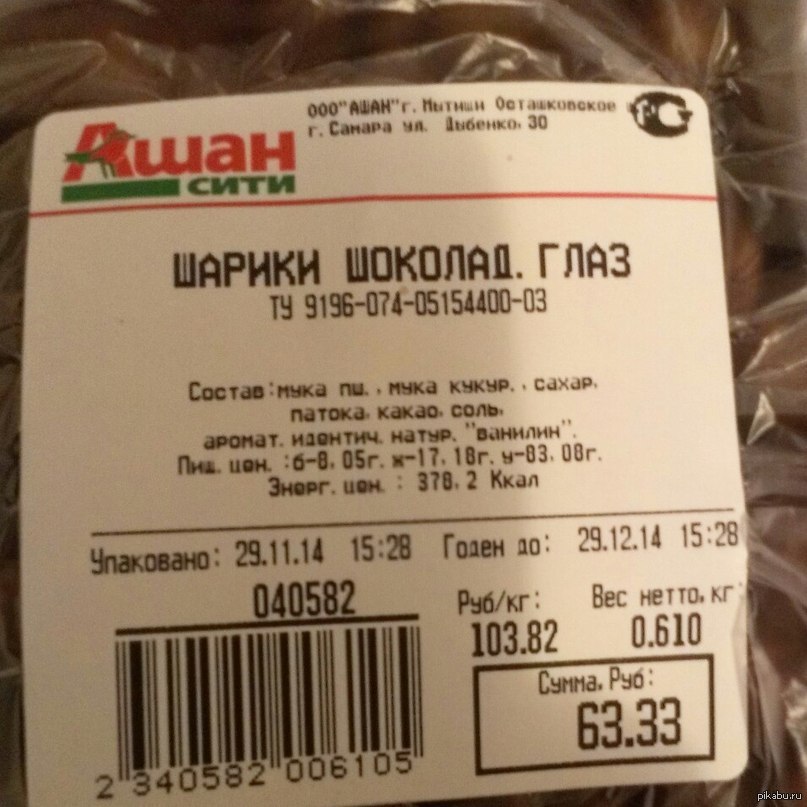 Ашан
сити
ООО"АШАН"г. Мытищи Осташковское
г. Самара ул. Дыбенко, 30
РС
ШАРИКИ ШОКОЛАД. ГЛАЗ
ТУ 9196-074-05154400-03
Состав:мука пш., мука кукур., сахар,
патока, какао, соль,
аромат. идентич. натур. "ванилин".
Пищ. цен. :б-8,05г. ж-17,18г. у-83,08г.
Энерг. цен. : 378,2 Ккал
Упаковано: 29.11.14 15:28 Годен до: 29.12.14 15:28
040582
Руб/кг: Вес нетто, кг:
103.82 0.610
Сумма, Руб:
63.33
2 340582 006105
pikabu.ru